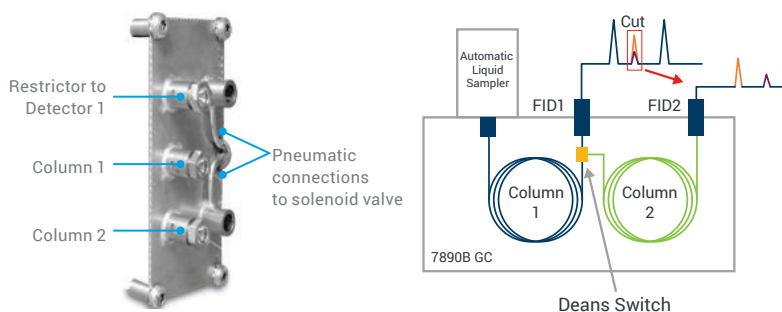 Restrictor to
Detector 1
Column 1
Column 2
Pneumatic
connections
to solenoid valve
Cut
Automatic
Liquid
Sampler
FID1
FID2
Column
1
Column
2
7890B GC
Deans Switch